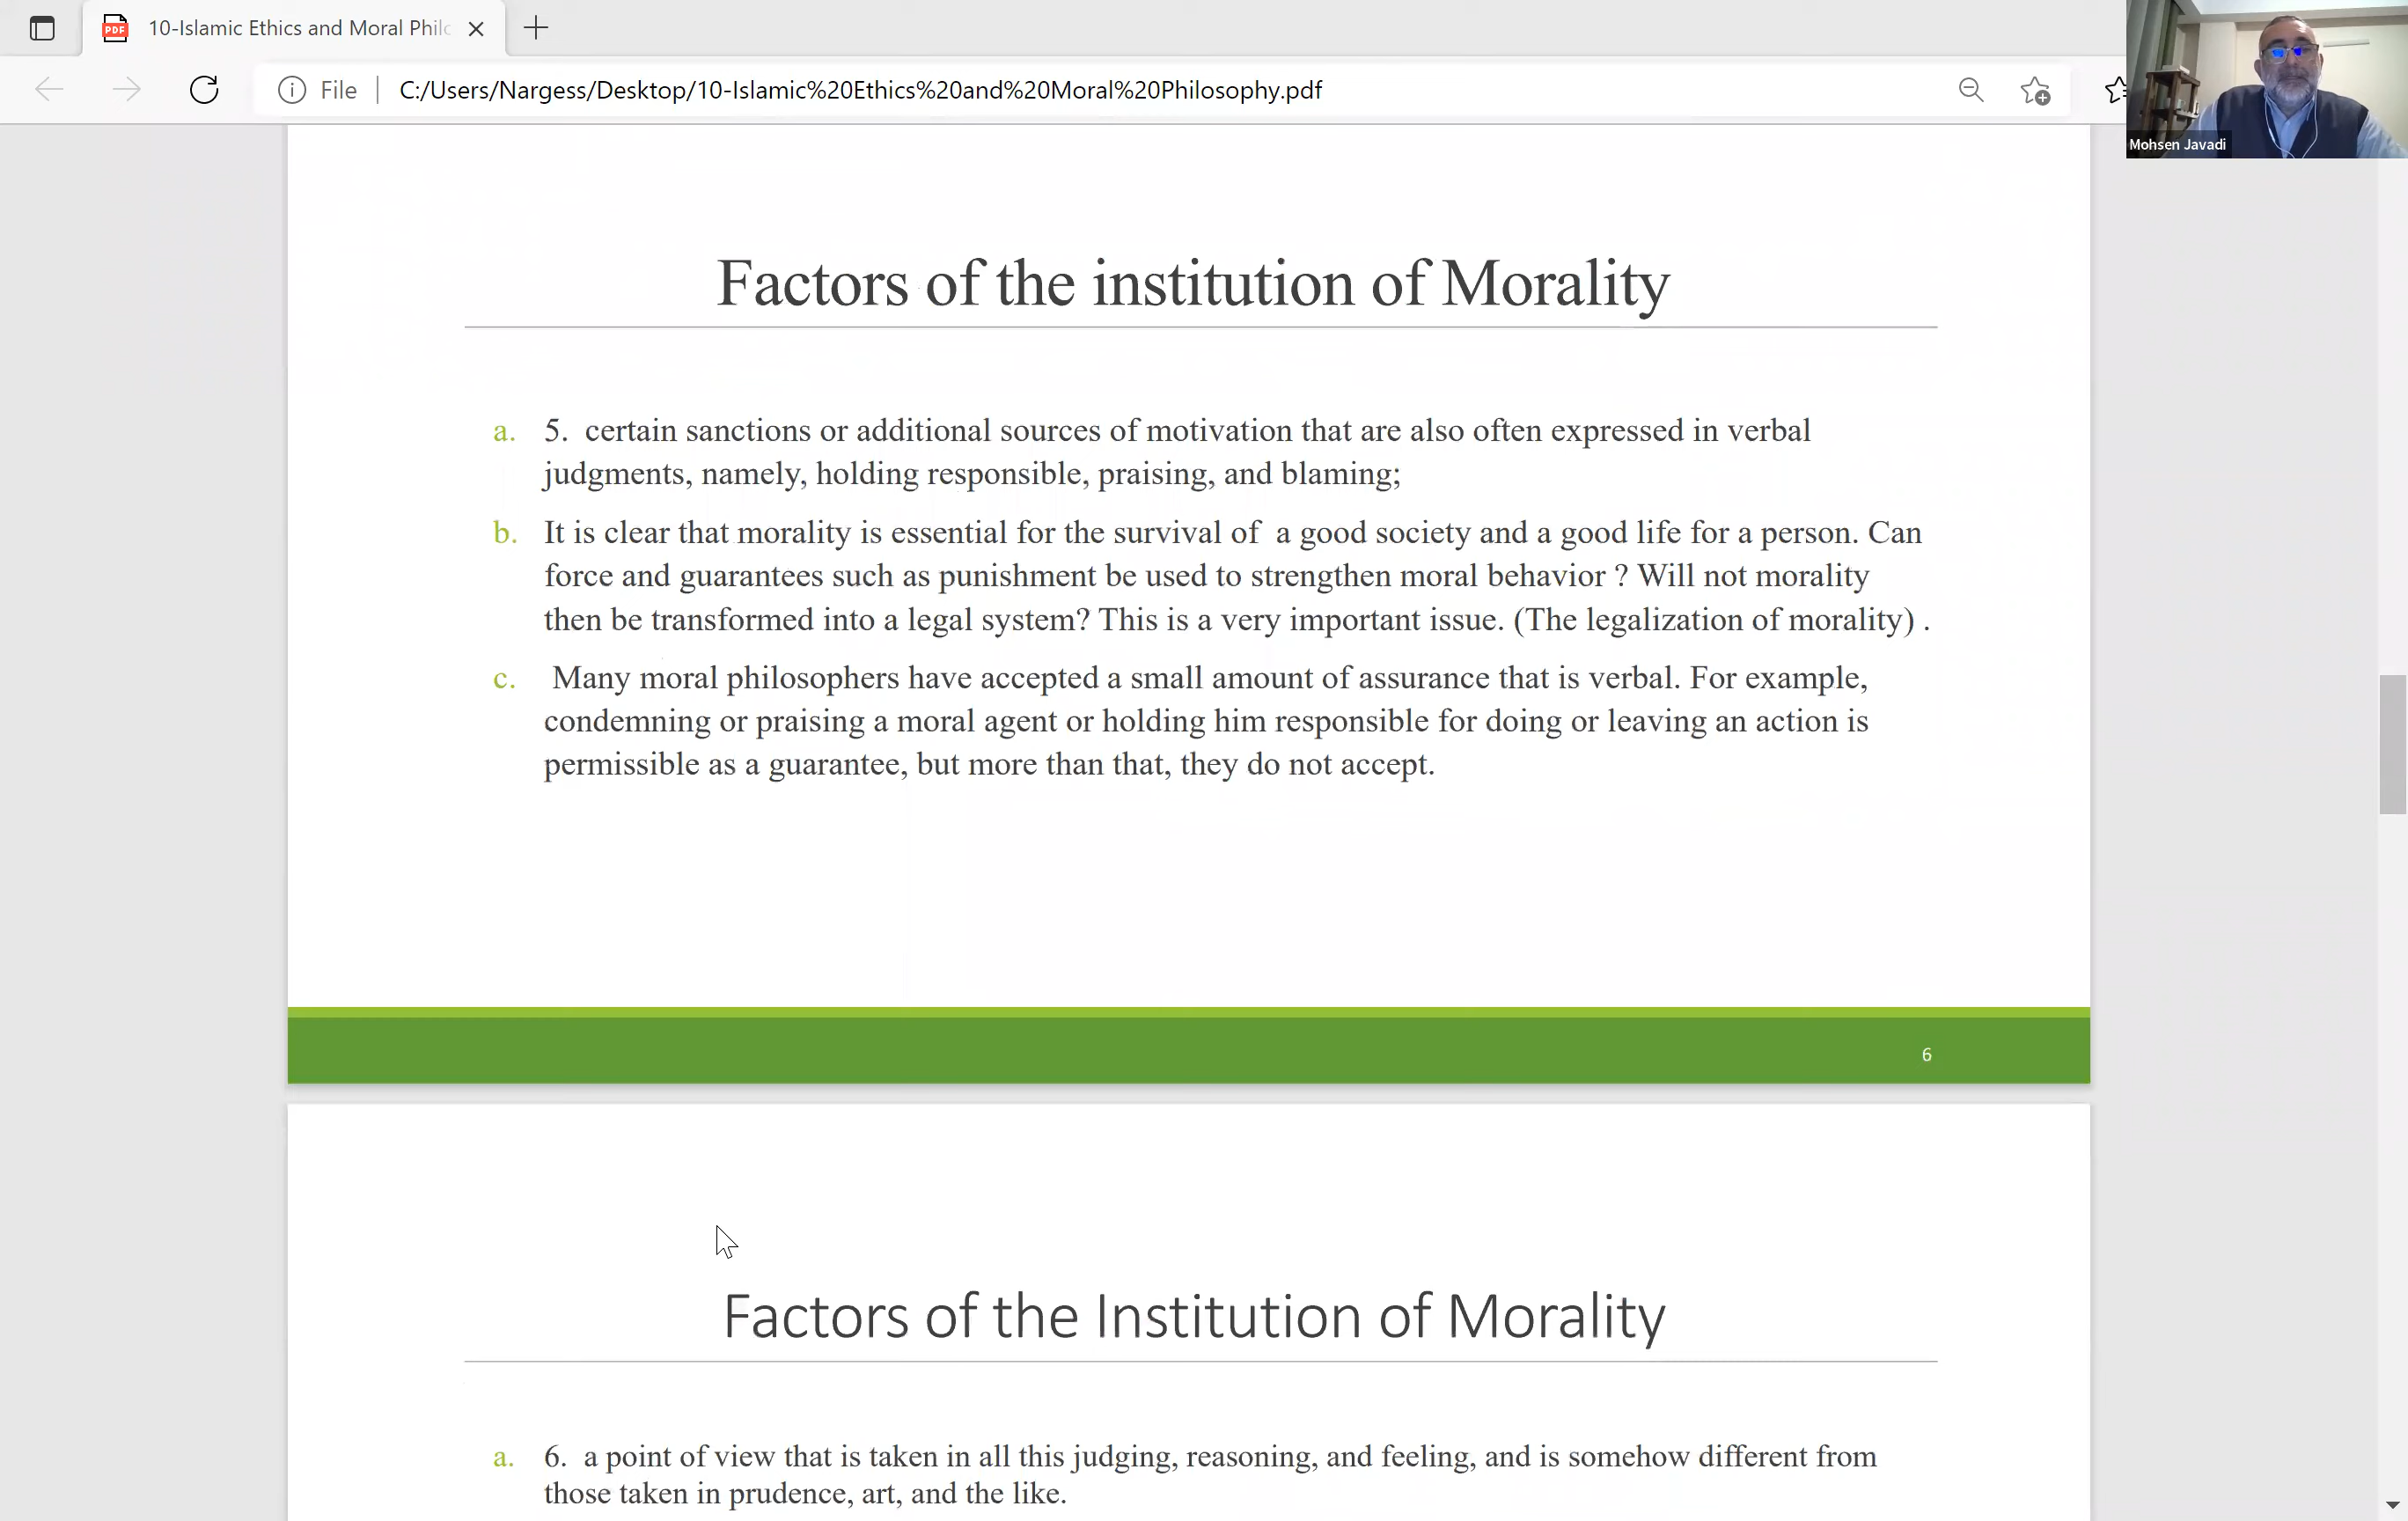 10-Islamic Ethics and Moral Philo
File
C:/Users/Nargess/Desktop/10-Islamic%20Ethics%20and%20Moral%20Philosophy.pdf
Mohsen Javadi
Factors of the institution of Morality
a. 5. certain sanctions or additional sources of motivation that are also often expressed in verbal
judgments, namely, holding responsible, praising, and blaming;
b. It is clear that morality is essential for the survival of a good society and a good life for a person. Can
force and guarantees such as punishment be used to strengthen moral behavior ? Will not morality
then be transformed into a legal system? This is a very important issue. (The legalization of morality) .
c. Many moral philosophers have accepted a small amount of assurance that is verbal. For example,
condemning or praising a moral agent or holding him responsible for doing or leaving an action is
permissible as a guarantee, but more than that, they do not accept.
6
Factors of the Institution of Morality
a. 6. a point of view that is taken in all this judging, reasoning, and feeling, and is somehow different from
those taken in prudence, art, and the like.